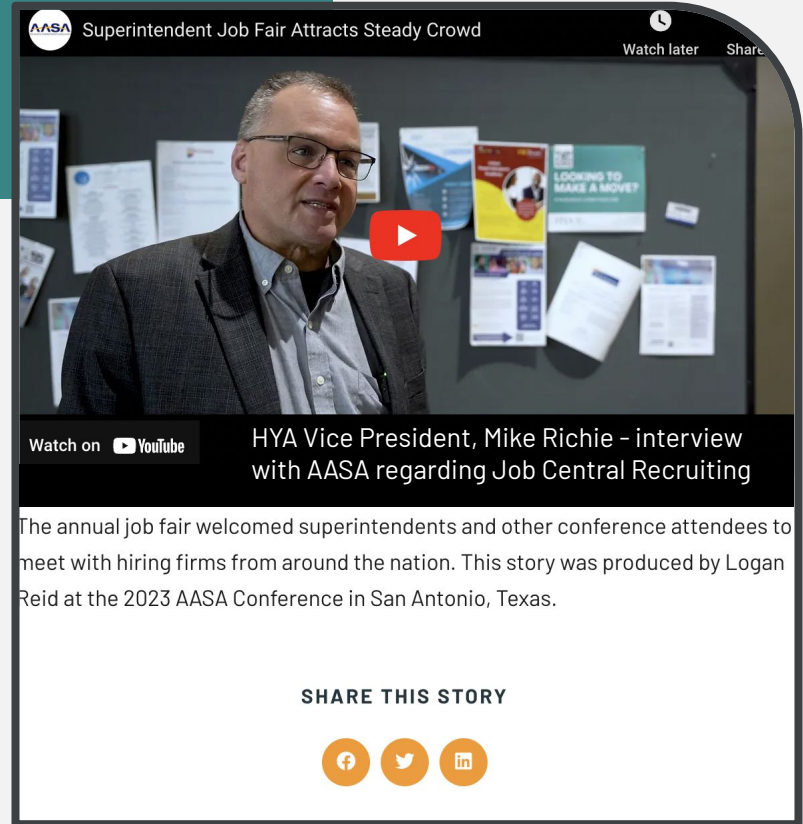 AASA
Superintendent Job Fair Attracts Steady Crowd
Watch later
Share
LOOKING TO
MAKE A MOVE?
Watch on YouTube
HYA Vice President, Mike Richie - interview
with AASA regarding Job Central Recruiting
The annual job fair welcomed superintendents and other conference attendees to
meet with hiring firms from around the nation. This story was produced by Logan
Reid at the 2023 AASA Conference in San Antonio, Texas.
SHARE THIS STORY